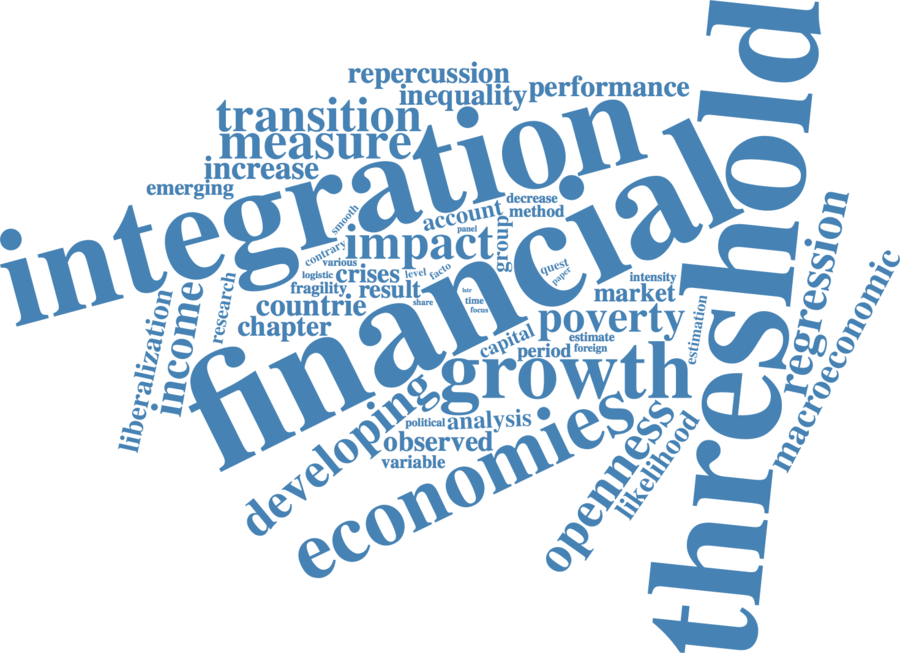 repercussion
inequality
performance
transition
measure
increase
emerging
integration
threshold
financial
smooth
account
decrease
method
panel
group
contrary
impact
various
logistic
crises
level
facto
quest
paper
fragility
result
share
late
time
focus
intensity
market
countrie
chapter
research
income
liberalization
capital
poverty
estimate
period
foreign
estimation
regression
macroeconomic
growth
developing
political
analysis
observed
variable
economies
openness
likelihood